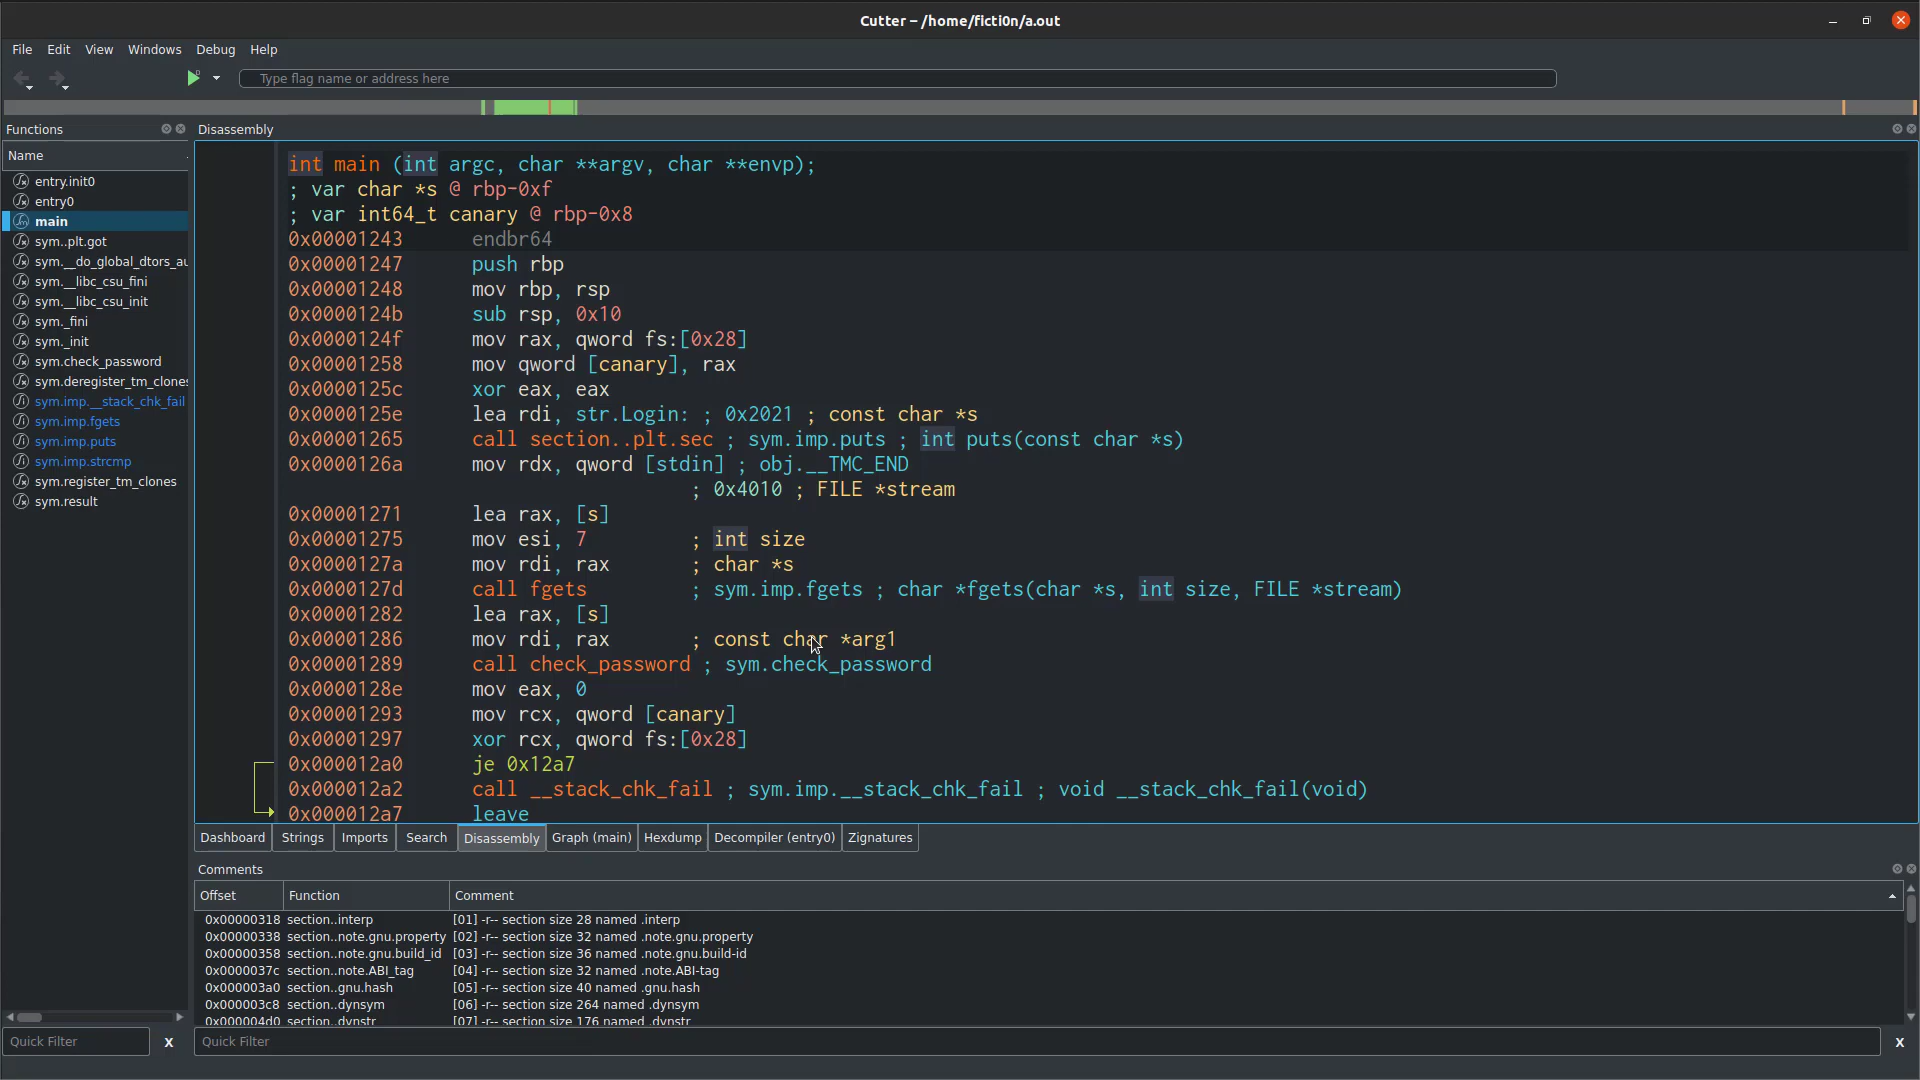 Cutter – /home/ficti0n/a.out
File Edit View Windows Debug Help
Type flag name or address here
Functions
Name
entry.init0
entry0
main
sym..plt.got
sym.__do_global_dtors_au
sym.__libc_csu_fini
sym.__libc_csu_init
sym._fini
sym._init
sym.check_password
sym.deregister_tm_clones
sym.imp.__stack_chk_fail
sym.imp.fgets
sym.imp.puts
sym.imp.strcmp
sym.register_tm_clones
sym.result
Quick Filter X
Disassembly
int main (int argc, char **argv, char **envp);
; var char *s @ rbp-0xf
; var int64_t canary @ rbp-0x8
0x00001243 endbr64
0x00001247 push rbp
0x00001248 mov rbp, rsp
0x0000124b sub rsp, 0x10
0x0000124f mov rax, qword fs:[0x28]
0x00001258 mov qword [canary], rax
0x0000125c xor eax, eax
0x0000125e lea rdi, str.Login: ; 0x2021 ; const char *s
0x00001265 call section..plt.sec ; sym.imp.puts ; int puts(const char *s)
0x0000126a mov rdx, qword [stdin] ; obj.__TMC_END
; 0x4010 ; FILE *stream
0x00001271 lea rax, [s]
0x00001275 mov esi, 7 ; int size
0x0000127a mov rdi, rax ; char *s
0x0000127d call fgets ; sym.imp.fgets ; char *fgets(char *s, int size, FILE *stream)
0x00001282 lea rax, [s]
0x00001286 mov rdi, rax ; const char *arg1
0x00001289 call check_password ; sym.check_password
0x0000128e mov eax, 0
0x00001293 mov rcx, qword [canary]
0x00001297 xor rcx, qword fs:[0x28]
0x000012a0 je 0x12a7
0x000012a2 call __stack_chk_fail ; sym.imp.__stack_chk_fail ; void __stack_chk_fail(void)
0x000012a7 leave
Dashboard Strings Imports Search Disassembly Graph (main) Hexdump Decompiler (entry0) Zignatures
Comments
Offset Function Comment
0x00000318 section..interp [01] -r-- section size 28 named .interp
0x00000338 section..note.gnu.property [02] -r-- section size 32 named .note.gnu.property
0x00000358 section..note.gnu.build_id [03] -r-- section size 36 named .note.gnu.build-id
0x0000037c section..note.ABI_tag [04] -r-- section size 32 named .note.ABI-tag
0x000003a0 section..gnu.hash [05] -r-- section size 40 named .gnu.hash
0x000003c8 section..dynsym [06] -r-- section size 264 named .dynsym
0x000004d0 section..dynstr [07] -r-- section size 176 named .dynstr
Quick Filter X